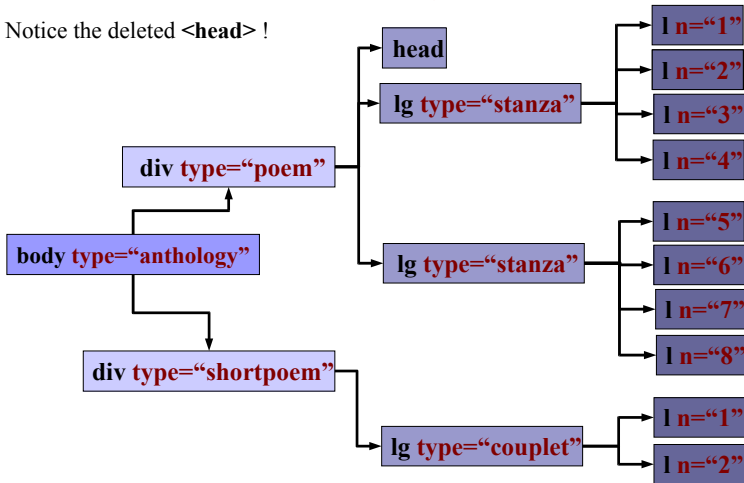 Notice the deleted <head> !
head
lg type=“stanza”
l n=“1”
l n=“2”
l n=“3”
l n=“4”
div type=“poem”
body type=“anthology”
lg type=“stanza”
l n=“5”
l n=“6”
l n=“7”
l n=“8”
div type=“shortpoem”
lg type=“couplet”
l n=“1”
l n=“2”